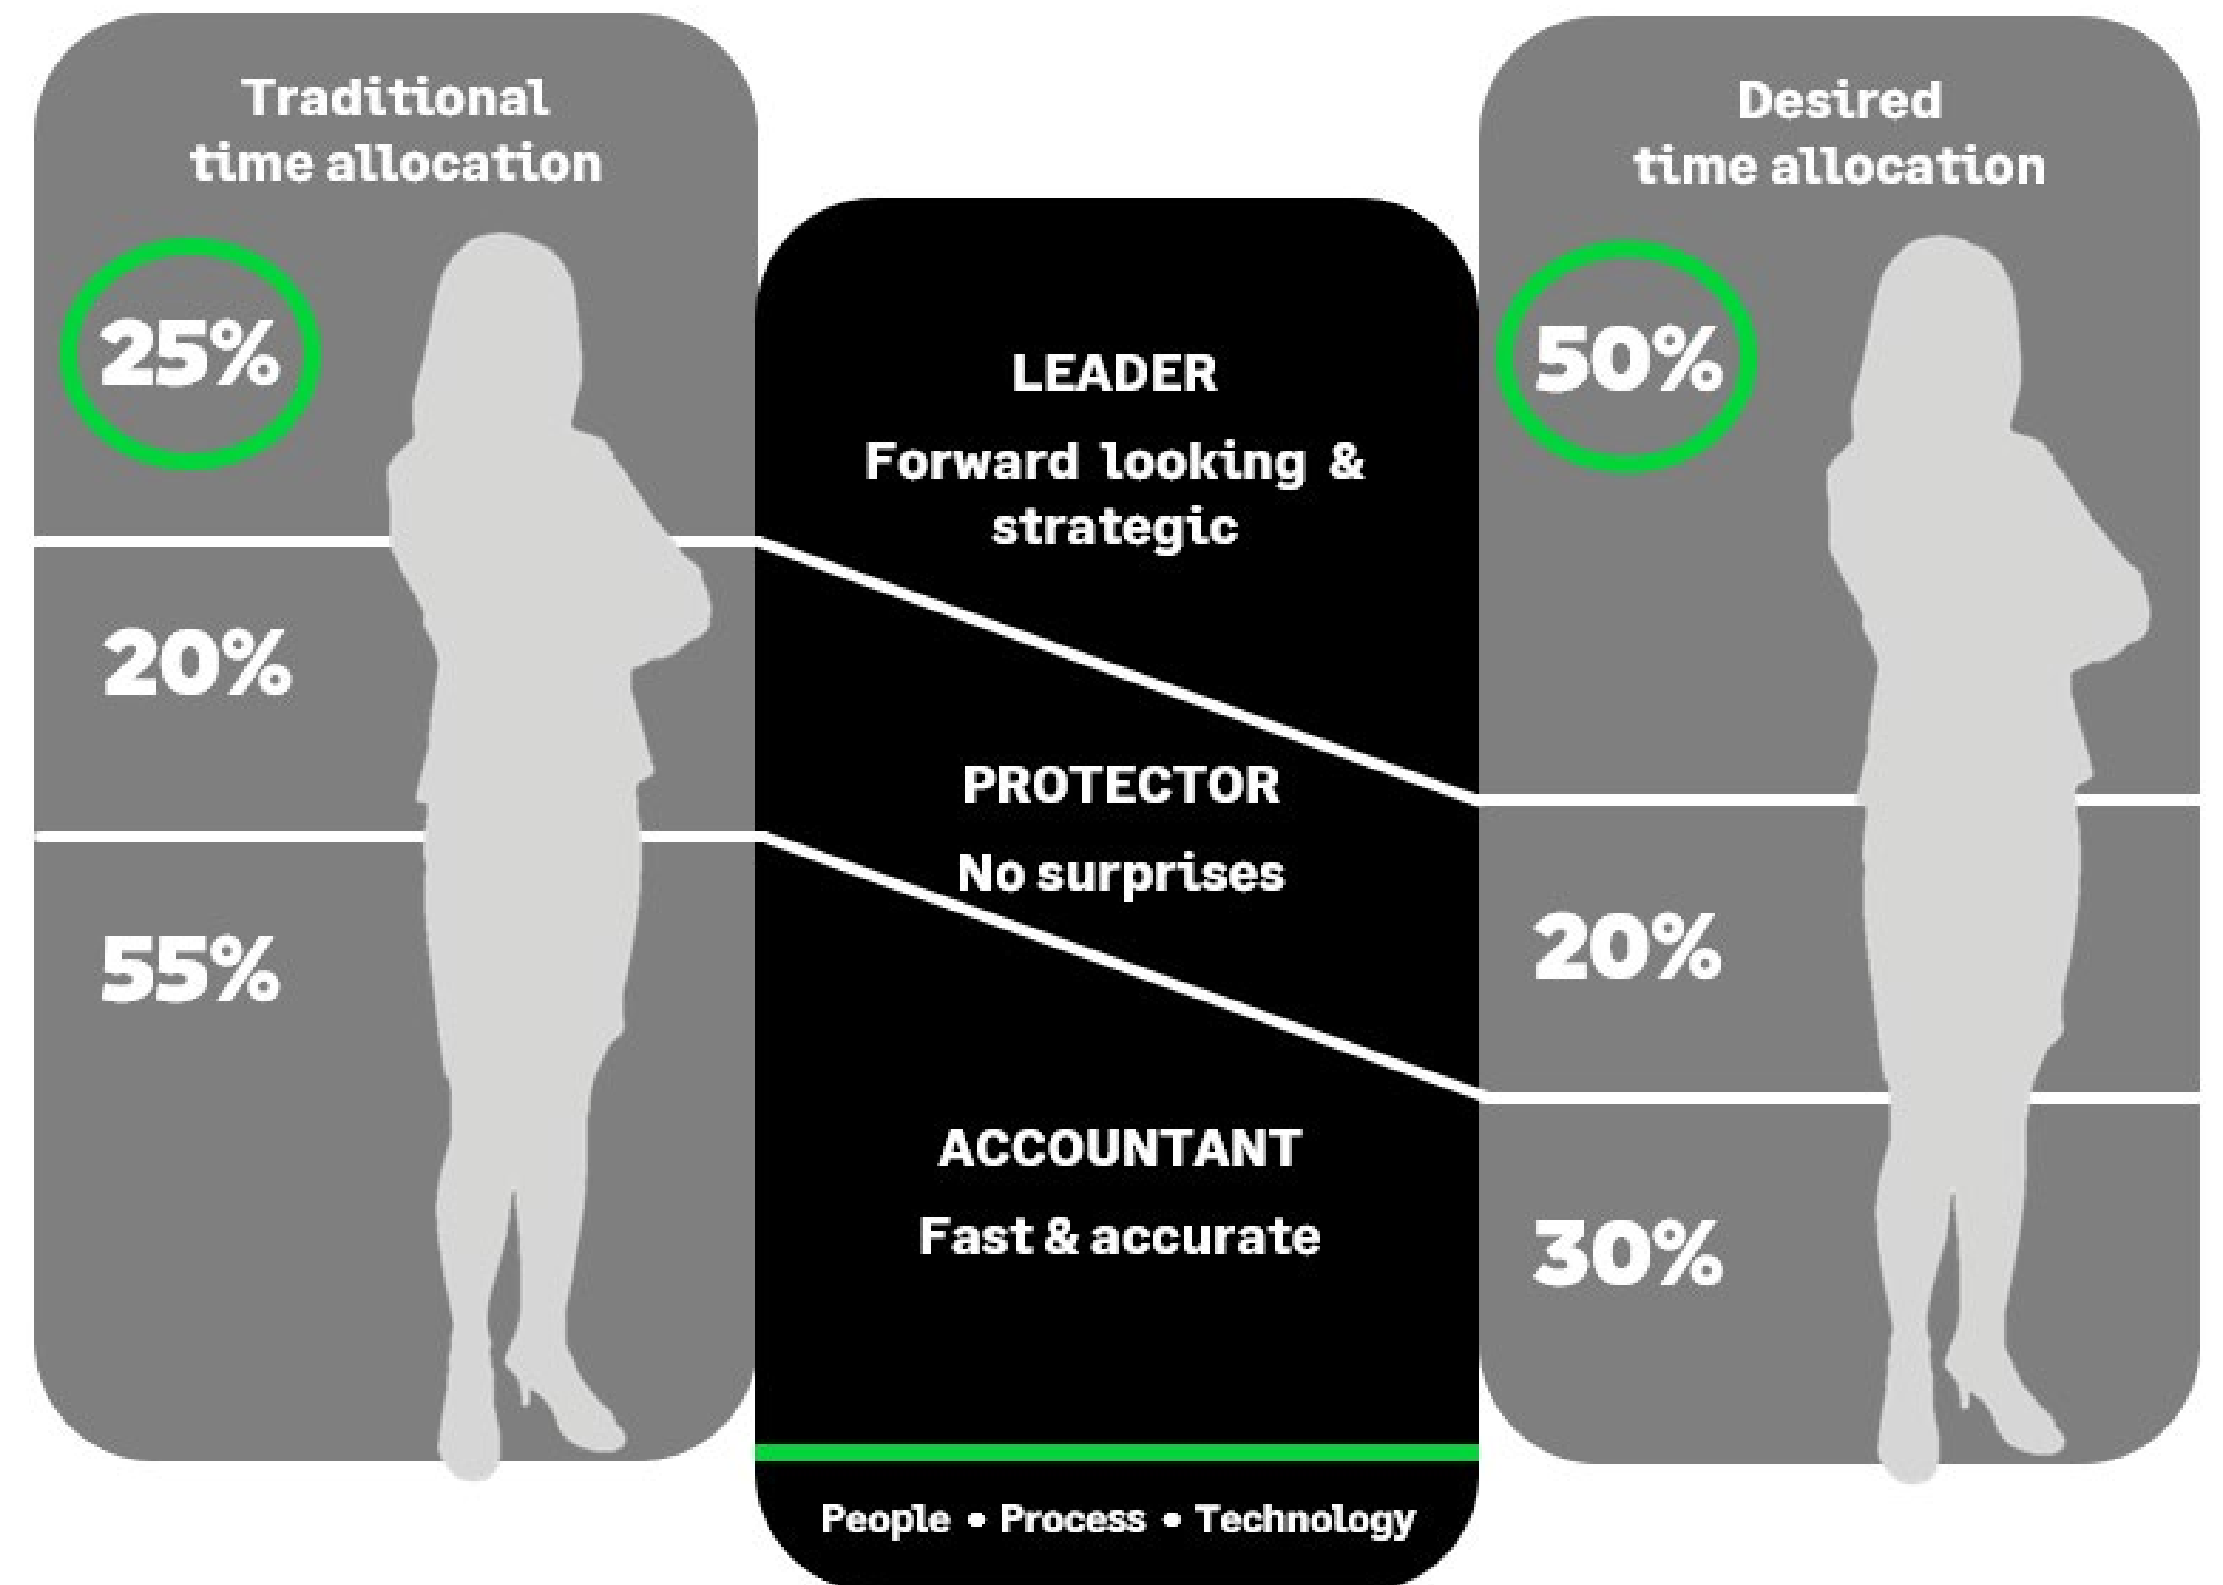 Traditional
time allocation
25%
20%
55%
LEADER
Forward looking &
strategic
PROTECTOR
No surprises
ACCOUNTANT
Fast & accurate
People • Process • Technology
Desired
time allocation
50%
20%
30%